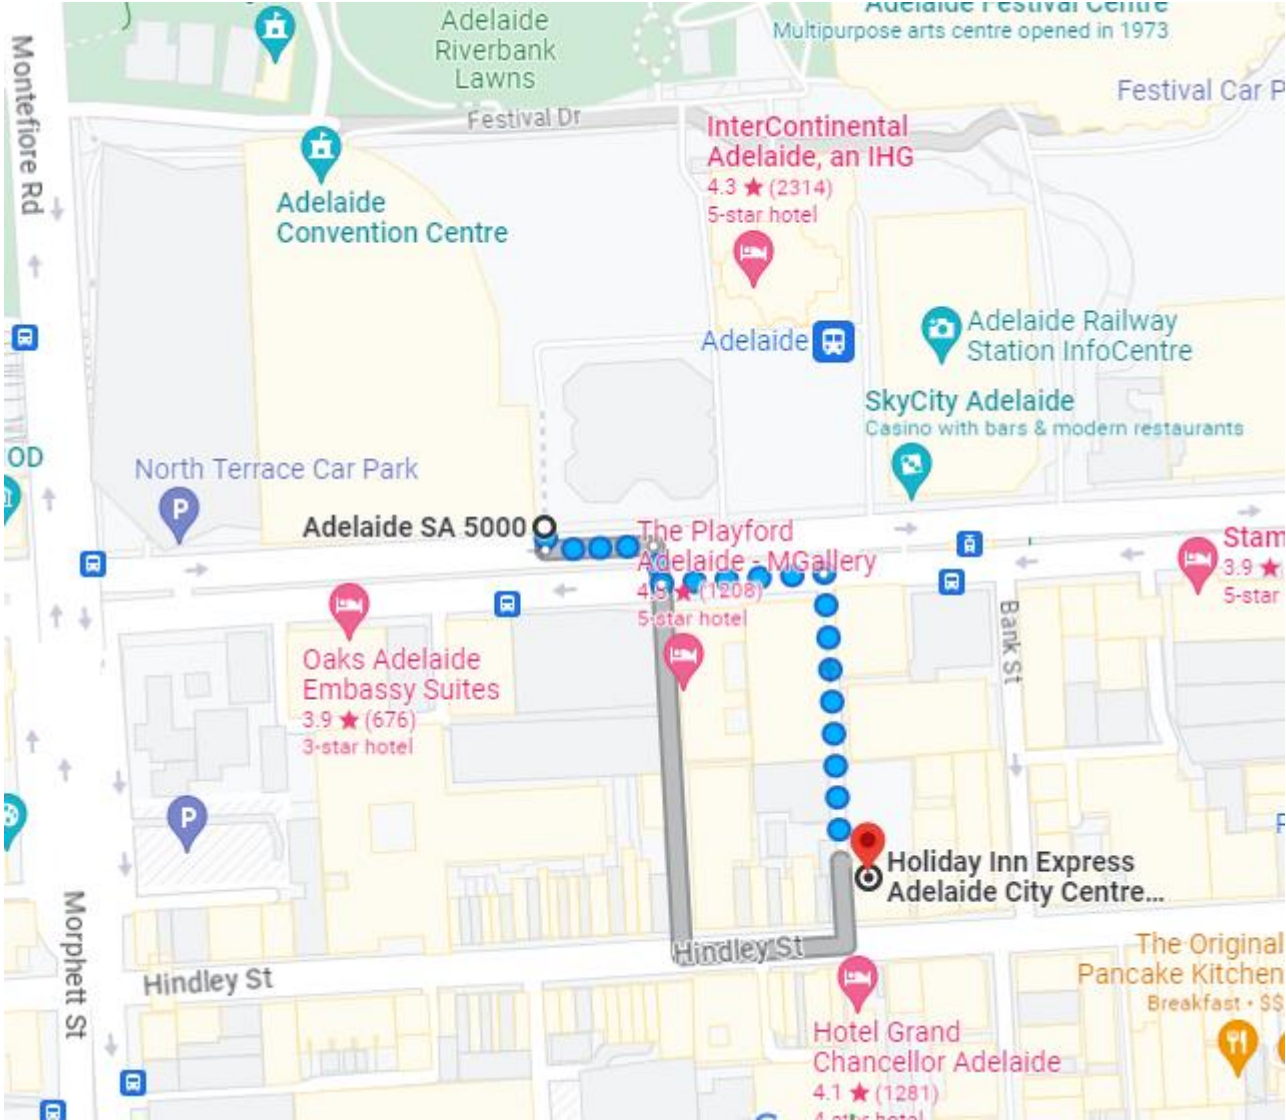 Adelaide Festival Centre
Multipurpose arts centre opened in 1973
Adelaide
Riverbank
Lawns
Montefiore Rd
Festival Car P
Festival Dr
InterContinental
Adelaide, an IHG
4.3 ★ (2314)
5-star hotel
Adelaide
Convention Centre
Adelaide
Adelaide Railway
Station InfoCentre
SkyCity Adelaide
Casino with bars & modern restaurants
OD
North Terrace Car Park
P
Adelaide SA 5000
The Playford
Adelaide - MGallery
(1208)
5-star hotel
Stam
3.9 ★
5-star
Bank St
Oaks Adelaide
Embassy Suites
3.9 ★ (676)
3-star hotel
P
Holiday Inn Express
Adelaide City Centre...
Morphett St
Hindley St
Hindley St
The Original
Pancake Kitchen
Breakfast • $$
Hotel Grand
Chancellor Adelaide
4.1 ★ (1281)
4-star hotel